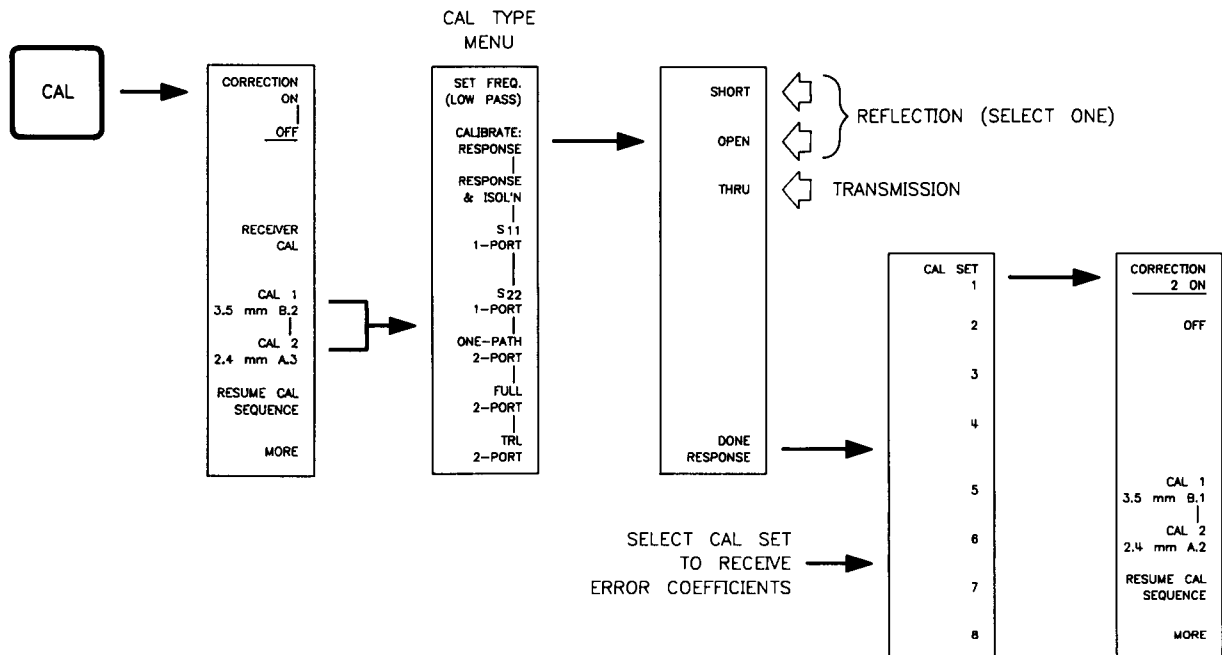 CAL
CORRECTION
ON
OFF
RECEIVER
CAL
CAL 1
3.5 mm B.2
CAL 2
2.4 mm A.3
RESUME CAL
SEQUENCE
MORE
CAL TYPE
MENU
SET FREQ.
(LOW PASS)
CALIBRATE:
RESPONSE
RESPONSE
& ISOL'N
S11
1-PORT
S22
1-PORT
ONE-PATH
2-PORT
FULL
2-PORT
TRL
2-PORT
SHORT
OPEN
THRU
DONE
RESPONSE
REFLECTION (SELECT ONE)
TRANSMISSION
SELECT CAL SET
TO RECEIVE
ERROR COEFFICIENTS
CAL SET
1
2
3
4
5
6
7
8
CORRECTION
2 ON
OFF
CAL 1
3.5 mm B.1
CAL 2
2.4 mm A.2
RESUME CAL
SEQUENCE
MORE